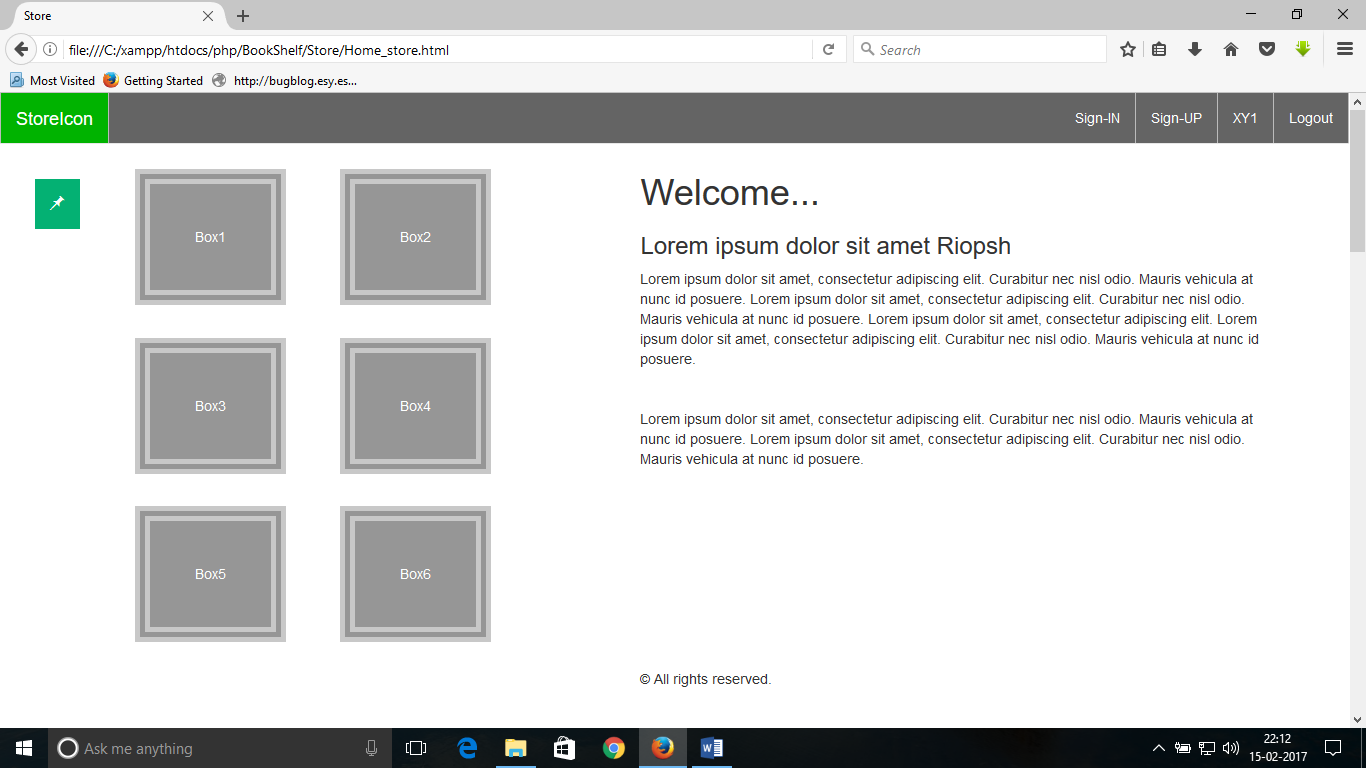 Store
file:///C:/xampp/htdocs/php/BookShelf/Store/Home_store.html
Search
Most Visited
Getting Started
http://bugblog.esy.es...
StoreIcon
Sign-IN
Sign-UP
XY1
Logout
Box1
Box2
Box3
Box4
Box5
Box6
Welcome...
Lorem ipsum dolor sit amet Riopsh
Lorem ipsum dolor sit amet, consectetur adipiscing elit. Curabitur nec nisl odio. Mauris vehicula at
nunc id posuere. Lorem ipsum dolor sit amet, consectetur adipiscing elit. Curabitur nec nisl odio.
Mauris vehicula at nunc id posuere. Lorem ipsum dolor sit amet, consectetur adipiscing elit. Lorem
ipsum dolor sit amet, consectetur adipiscing elit. Curabitur nec nisl odio. Mauris vehicula at nunc id
posuere.
Lorem ipsum dolor sit amet, consectetur adipiscing elit. Curabitur nec nisl odio. Mauris vehicula at
nunc id posuere. Lorem ipsum dolor sit amet, consectetur adipiscing elit. Curabitur nec nisl odio.
Mauris vehicula at nunc id posuere.
© All rights reserved.
Ask me anything
22:12
15-02-2017